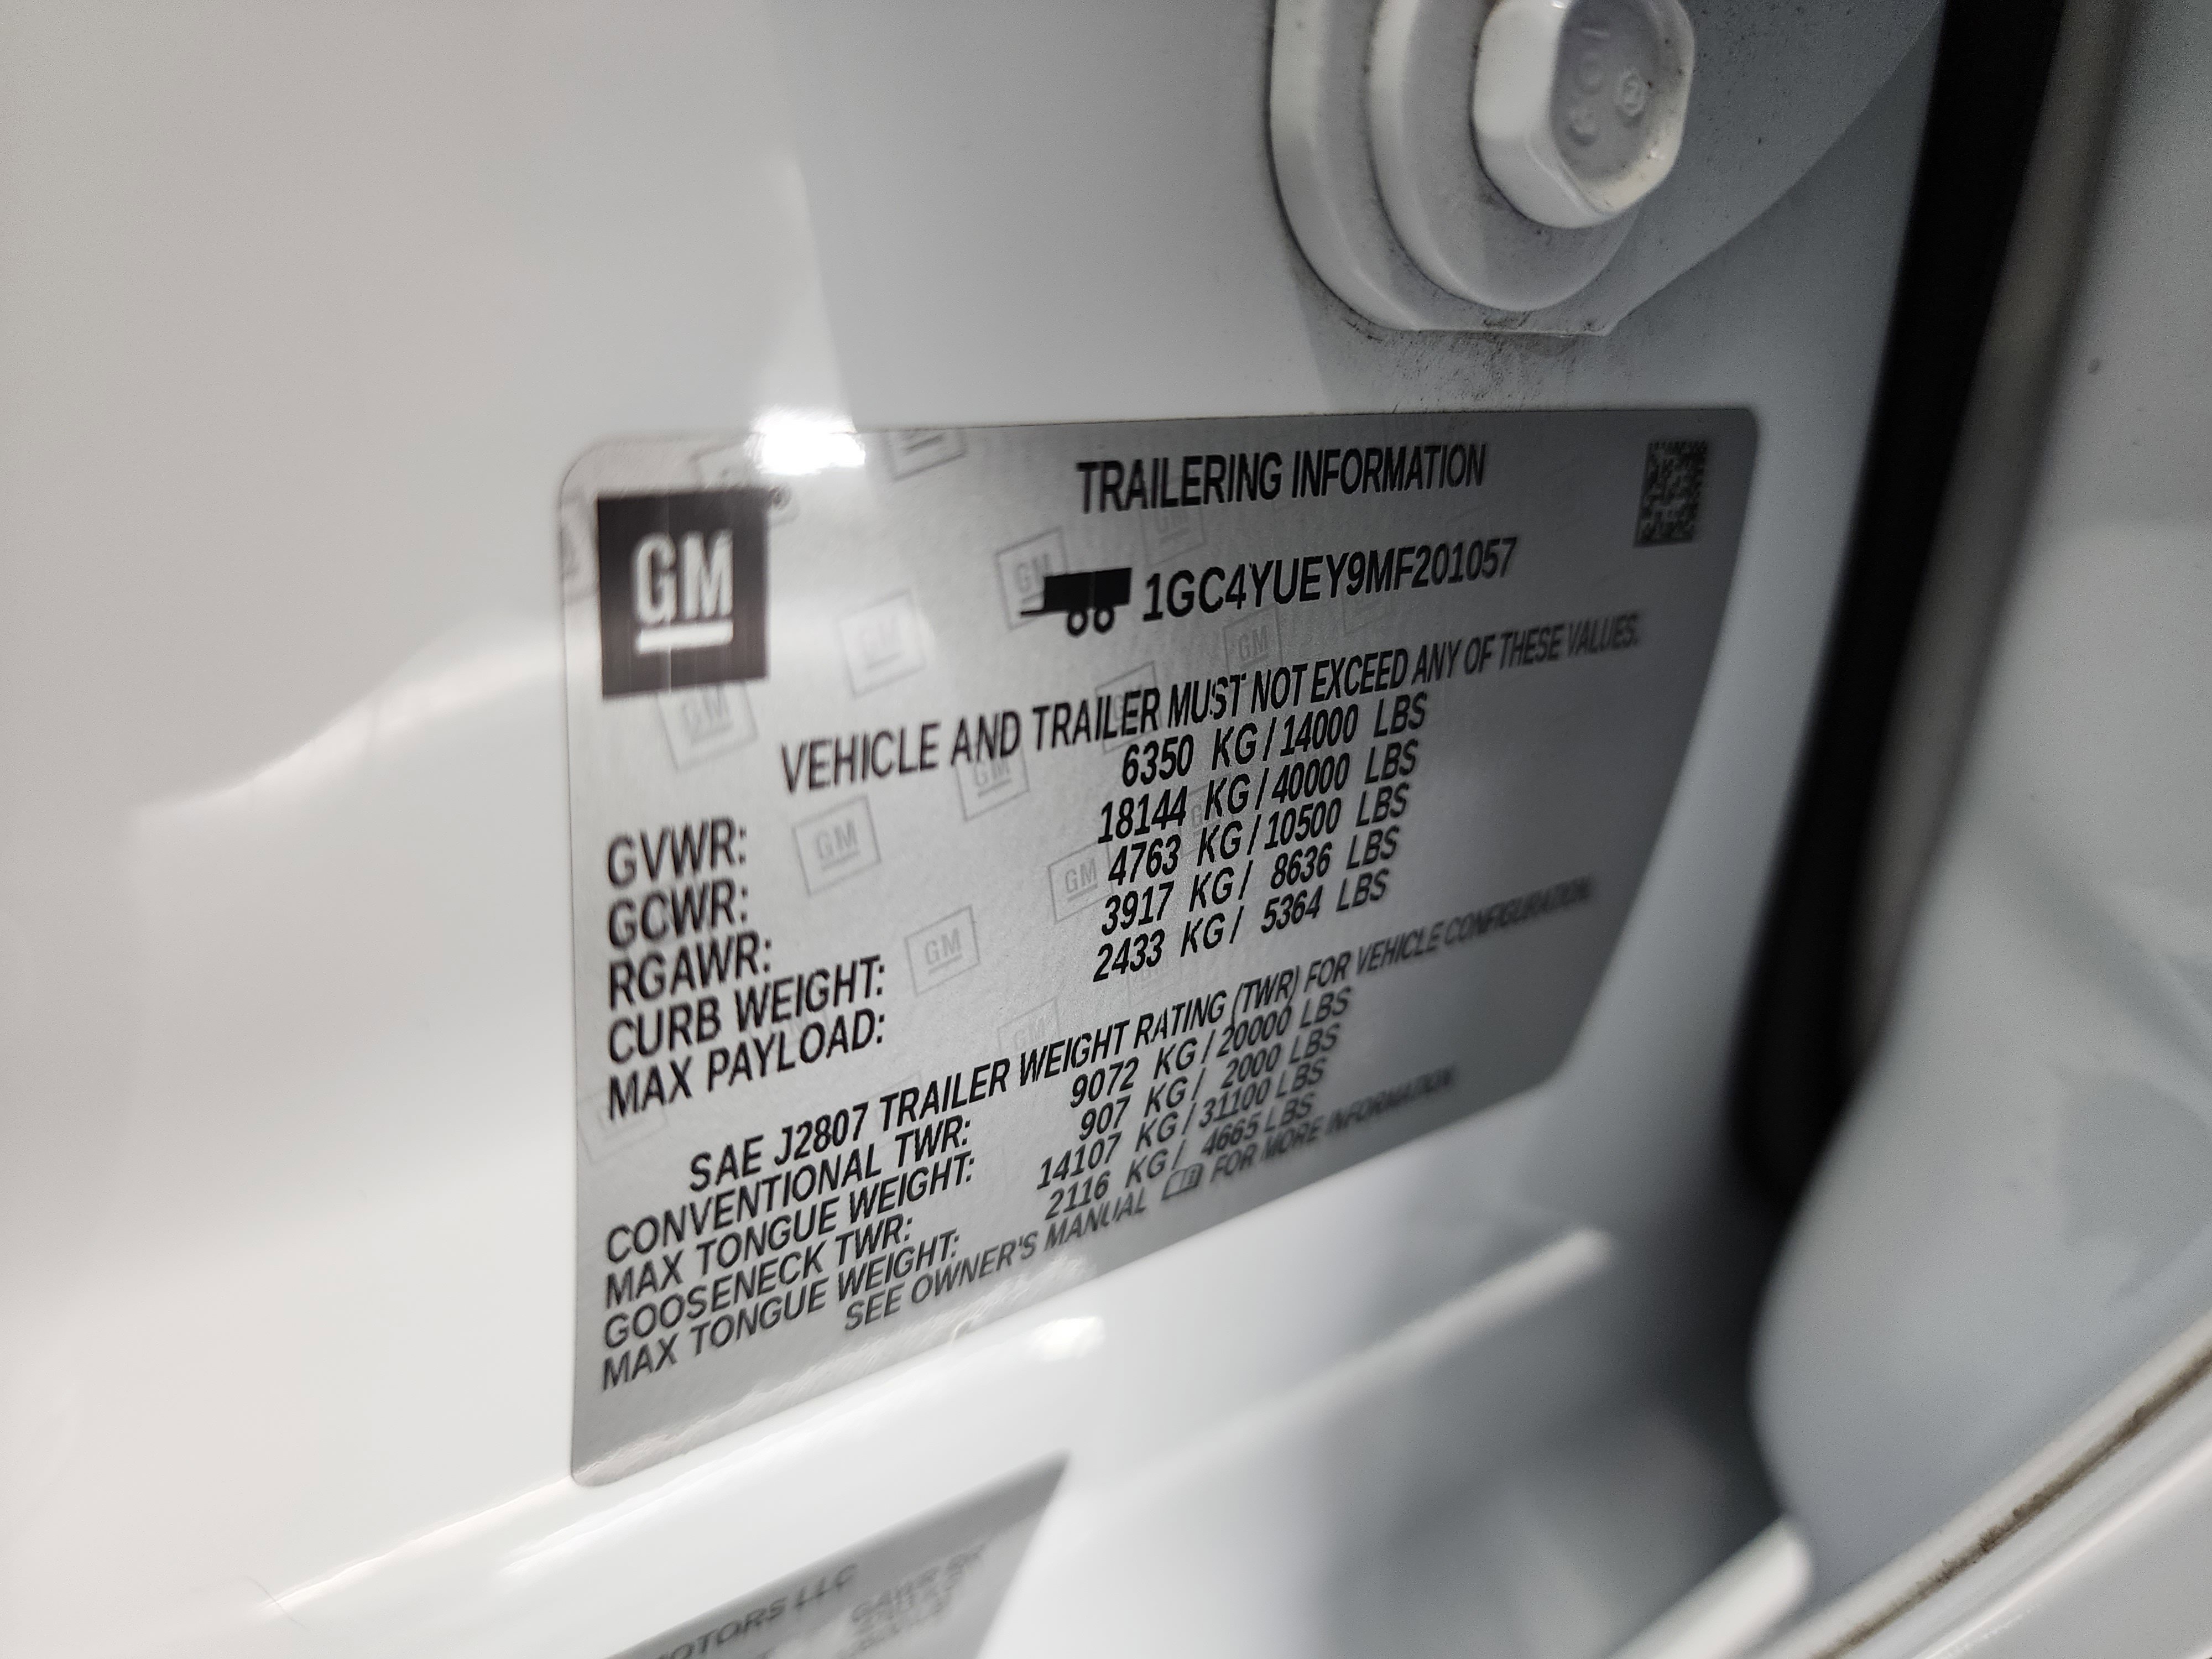 GM
TRAILERING INFORMATION
1GC4YUEY9MF201057
VEHICLE AND TRAILER MUST NOT EXCEED ANY OF THESE VALUES.
GVWR: 6350 KG / 14000 LBS
GCWR: 18144 KG / 40000 LBS
RGAWR: 4763 KG / 10500 LBS
CURB WEIGHT: 3917 KG / 8636 LBS
MAX PAYLOAD: 2433 KG / 5364 LBS
SAE J2807 TRAILER WEIGHT RATING (TWR) FOR VEHICLE CONFIGURATION.
CONVENTIONAL TWR: 9072 KG / 20000 LBS
MAX TONGUE WEIGHT: 907 KG / 2000 LBS
GOOSENECK TWR: 14107 KG / 31100 LBS
MAX TONGUE WEIGHT: 2116 KG / 4665 LBS
SEE OWNER'S MANUAL FOR MORE INFORMATION.
MOTORS LLC